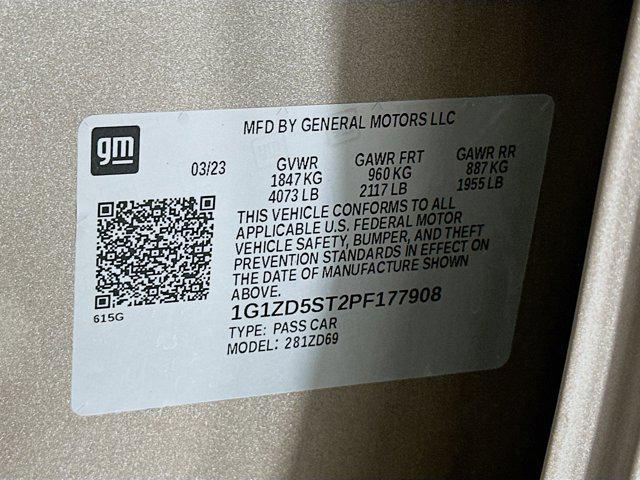 gm
MFD BY GENERAL MOTORS LLC
03/23 GVWR GAWR FRT GAWR RR
1847 KG 960 KG 887 KG
4073 LB 2117 LB 1955 LB
THIS VEHICLE CONFORMS TO ALL
APPLICABLE U.S. FEDERAL MOTOR
VEHICLE SAFETY, BUMPER, AND THEFT
PREVENTION STANDARDS IN EFFECT ON
THE DATE OF MANUFACTURE SHOWN
ABOVE.
615G
1G1ZD5ST2PF177908
TYPE: PASS CAR
MODEL: 281ZD69